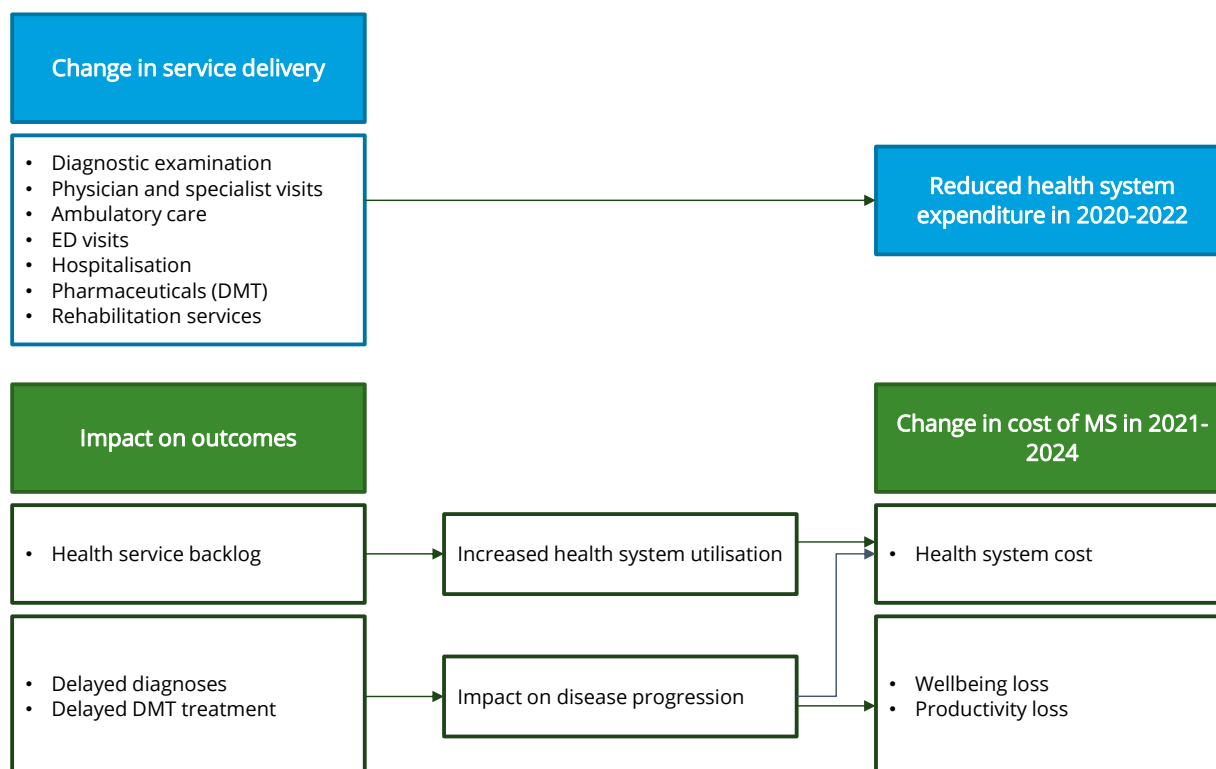 Change in service delivery
• Diagnostic examination
• Physician and specialist visits
• Ambulatory care
• ED visits
• Hospitalisation
• Pharmaceuticals (DMT)
• Rehabilitation services
Reduced health system
expenditure in 2020-2022
Impact on outcomes
Change in cost of MS in 2021-
2024
• Health service backlog
Increased health system utilisation
• Health system cost
• Delayed diagnoses
• Delayed DMT treatment
Impact on disease progression
• Wellbeing loss
• Productivity loss